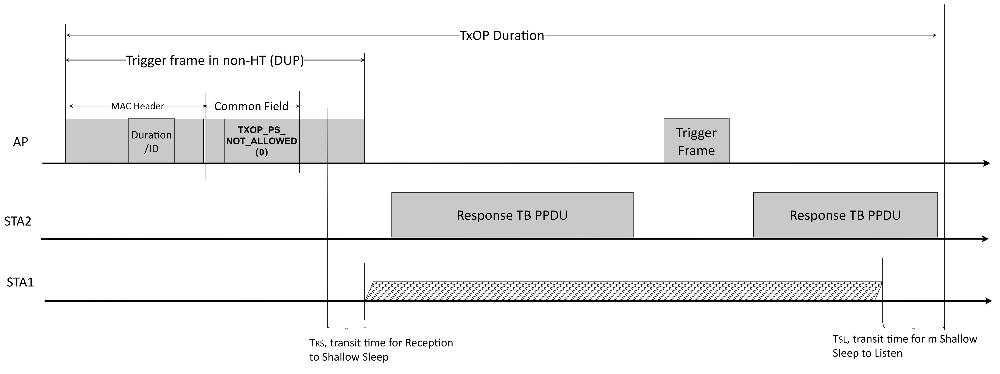 TxOP Duration
Trigger frame in non-HT (DUP)
MAC Header
Common Field
AP
Duration
/ID
TXOP_PS_
NOT_ALLOWED
(0)
Trigger
Frame
STA2
Response TB PPDU
Response TB PPDU
STA1
TRS, transit time for Reception
to Shallow Sleep
TSL, transit time for m Shallow
Sleep to Listen